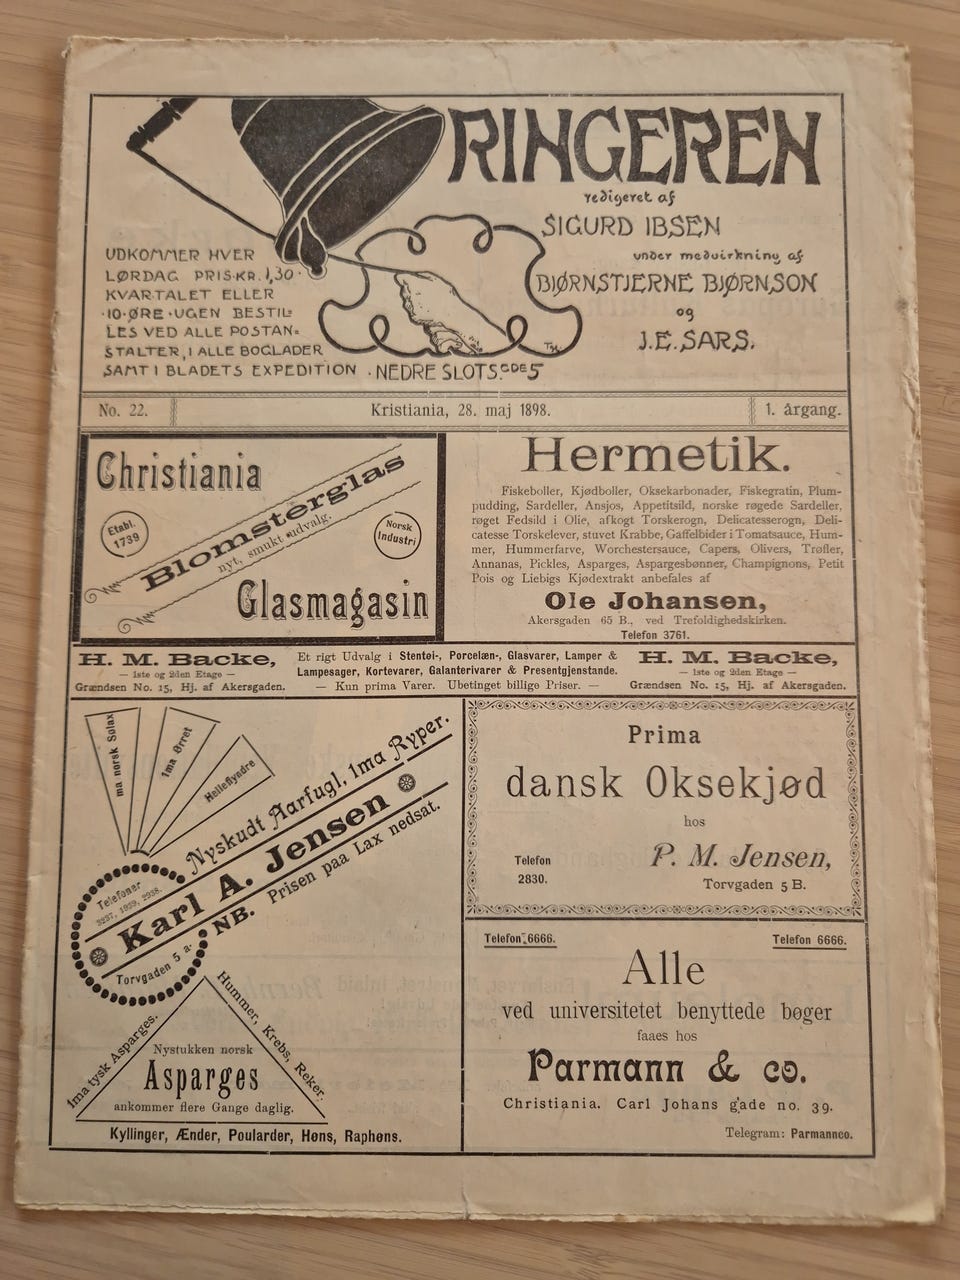 RINGEREN
redigeret af
SIGURD IBSEN
under medvirkning af
BJØRNSTJERNE BJØRNSON
og
J.E. SARS.
UDKOMMER HVER
LØRDAG PRIS·KR. 1,30·
KVARTALET ELLER
·10·ØRE·UGEN BESTIL=
LES VED ALLE POSTAN=
STALTER, I ALLE BOGLADER
SAMT I BLADETS EXPEDITION . NEDRE SLOTS.GDE 5
No. 22.
Kristiania, 28. maj 1898.
1. årgang.
Christiania
Etabl.
1739
Blomsterglas
nyt, smukt udvalg.
Norsk
Industri
Glasmagasin
Hermetik.
Fiskeboller, Kjødboller, Oksekarbonader, Fiskegratin, Plum-
pudding, Sardeller, Ansjos, Appetitsild, norske røgede Sardeller,
røget Fedsild i Olie, afkogt Torskerogn, Delicatesserogn, Deli-
catesse Torskelever, stuvet Krabbe, Gaffelbider i Tomatsauce, Hum-
mer, Hummerfarve, Worchestersauce, Capers, Olivers, Trøfler,
Annanas, Pickles, Asparges, Aspargesbønner, Champignons, Petit
Pois og Liebigs Kjødextrakt anbefales af
Ole Johansen,
Akersgaden 65 B., ved Trefoldighedskirken.
Telefon 3761.
H. M. Backe,
— 1ste og 2den Etage —
Grændsen No. 15, Hj. af Akersgaden.
Et rigt Udvalg i Stentøi-, Porcelæn-, Glasvarer, Lamper &
Lampesager, Kortevarer, Galanterivarer & Presentgjenstande.
— Kun prima Varer. Ubetinget billige Priser. —
H. M. Backe,
— 1ste og 2den Etage —
Grændsen No. 15, Hj. af Akersgaden.
ma norsk Sølax
1ma Ørret
Helleflyndre
Nyskudt Aarfugl, 1ma Ryper.
Telefoner
3237, 1839, 2938.
Karl A. Jensen
NB. Prisen paa Lax nedsat.
Torvgaden 5 a.
1ma tysk Asparges.
Hummer, Krebs, Reker.
Nystukken norsk
Asparges
ankommer flere Gange daglig.
Kyllinger, Ænder, Poularder, Høns, Raphøns.
Prima
dansk Oksekjød
hos
Telefon
2830.
P. M. Jensen,
Torvgaden 5 B.
Telefon 6666.
Telefon 6666.
Alle
ved universitetet benyttede bøger
faaes hos
Parmann & co.
Christiania. Carl Johans gade no. 39.
Telegram: Parmannco.